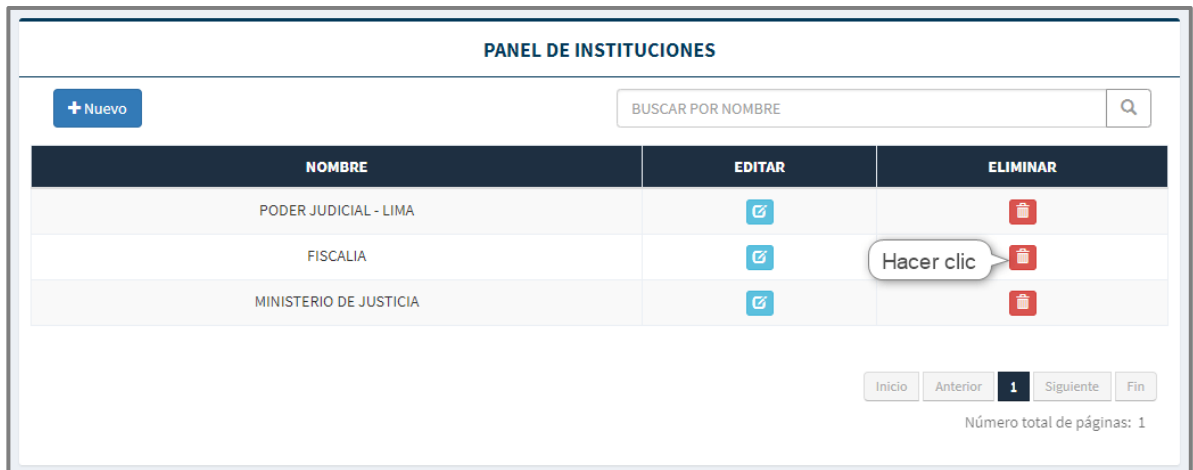 PANEL DE INSTITUCIONES
Nuevo
BUSCAR POR NOMBRE
NOMBRE EDITAR ELIMINAR
PODER JUDICIAL - LIMA
FISCALIA
Hacer clic
MINISTERIO DE JUSTICIA
Inicio Anterior 1 Siguiente Fin
Número total de páginas: 1